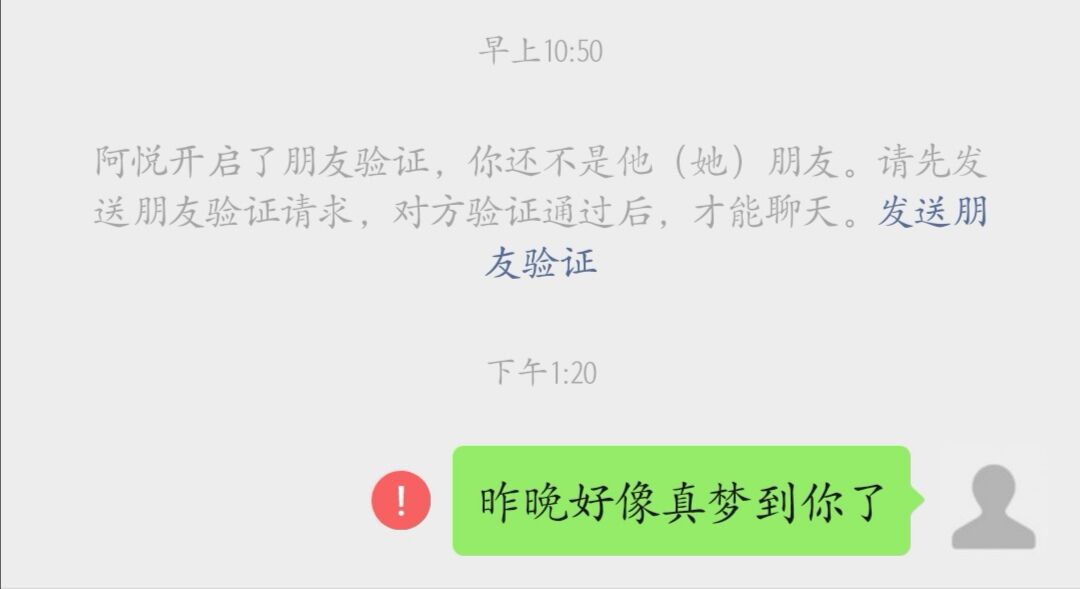 早上10:50
阿悦开启了朋友验证，你还不是他（她）朋友。请先发
送朋友验证请求，对方验证通过后，才能聊天。发送朋
友验证
下午1:20
昨晚好像真梦到你了